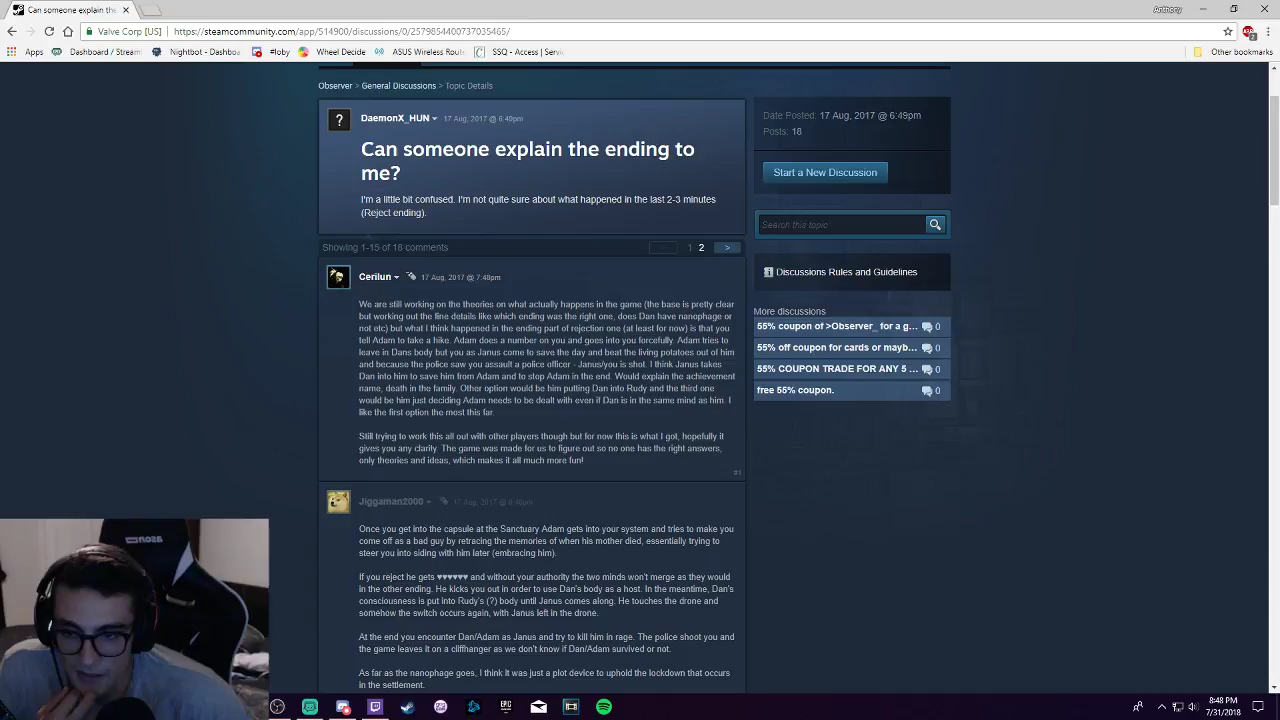 Can someone explain the ending
Anthony
Valve Corp [US]
https://steamcommunity.com/app/514900/discussions/0/2579854400737035465/
Apps
Dashboard / Stream
Nightbot - Dashboa
#loby
Wheel Decide
ASUS Wireless Route
SSO - Access | Servic
Other bookmarks
Observer > General Discussions > Topic Details
DaemonX_HUN 17 Aug, 2017 @ 6:49pm
Can someone explain the ending to
me?
I'm a little bit confused. I'm not quite sure about what happened in the last 2-3 minutes
(Reject ending).
Date Posted: 17 Aug, 2017 @ 6:49pm
Posts: 18
Start a New Discussion
Search this topic
Discussions Rules and Guidelines
More discussions
55% coupon of >Observer_ for a g... 0
55% off coupon for cards or mayb... 0
55% COUPON TRADE FOR ANY 5 ... 0
free 55% coupon. 0
Showing 1-15 of 18 comments
< 1 2 >
Cerilun 17 Aug, 2017 @ 7:48pm
We are still working on the theories on what actually happens in the game (the base is pretty clear
but working out the fine details like which ending was the right one, does Dan have nanophage or
not etc) but what I think happened in the ending part of rejection one (at least for now) is that you
tell Adam to take a hike. Adam does a number on you and goes into you forcefully. Adam tries to
leave in Dans body but you as Janus come to save the day and beat the living potatoes out of him
and because the police saw you assault a police officer - Janus/you is shot. I think Janus takes
Dan into him to save him from Adam and to stop Adam in the end. Would explain the achievement
name, death in the family. Other option would be him putting Dan into Rudy and the third one
would be him just deciding Adam needs to be dealt with even if Dan is in the same mind as him. I
like the first option the most this far.
Still trying to work this all out with other players though but for now this is what I got, hopefully it
gives you any clarity. The game was made for us to figure out so no one has the right answers,
only theories and ideas, which makes it all much more fun!
#1
Jiggaman2000 17 Aug, 2017 @ 8:46pm
Once you get into the capsule at the Sanctuary Adam gets into your system and tries to make you
come off as a bad guy by retracing the memories of when his mother died, essentially trying to
steer you into siding with him later (embracing him).
If you reject he gets ♥♥♥♥♥♥ and without your authority the two minds won't merge as they would
in the other ending. He kicks you out in order to use Dan's body as a host. In the meantime, Dan's
consciousness is put into Rudy's (?) body until Janus comes along. He touches the drone and
somehow the switch occurs again, with Janus left in the drone.
At the end you encounter Dan/Adam as Janus and try to kill him in rage. The police shoot you and
the game leaves it on a cliffhanger as we don't know if Dan/Adam survived or not.
As far as the nanophage goes, I think it was just a plot device to uphold the lockdown that occurs
in the settlement.
EPIC
8:48 PM
7/31/2018